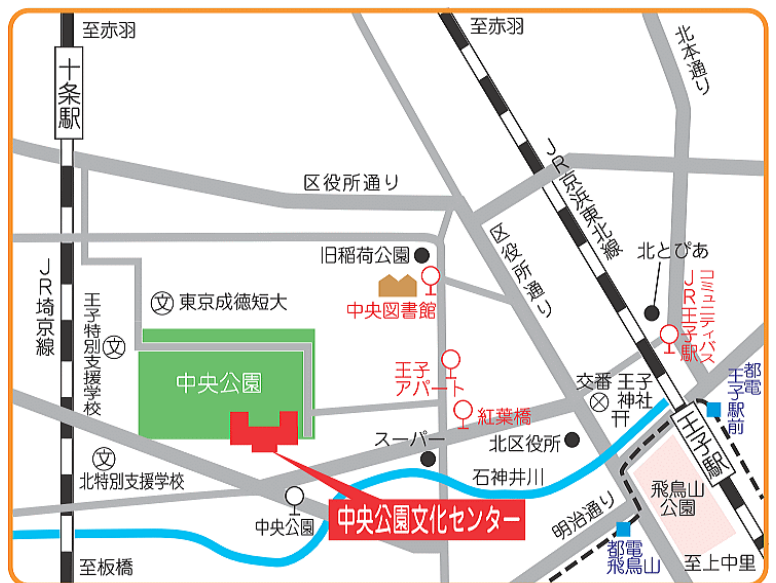 至赤羽
至赤羽
北本通り
十条駅
JR京浜東北線
区役所通り
区役所通り
旧稲荷公園
北とぴあ
コミュニティバス
JR王子駅
JR埼京線
東京成徳短大
文
中央図書館
王子特別支援学校
文
王子
アパート
中央公園
交番
王子
神社
都電
王子駅前
紅葉橋
スーパー
北区役所
王子駅
文
北特別支援学校
石神井川
飛鳥山
公園
中央公園
中央公園文化センター
明治通り
都電
飛鳥山
至上中里
至板橋